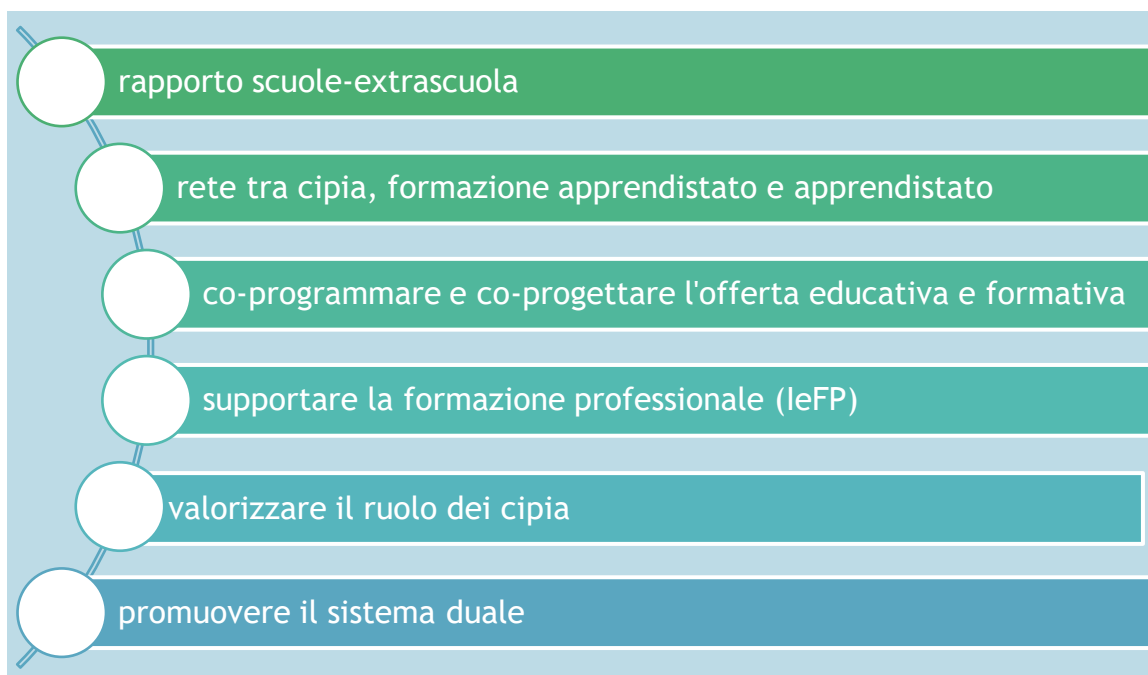 rapporto scuole-extrascuola
rete tra cipia, formazione apprendistato e apprendistato
co-programmare e co-progettare l'offerta educativa e formativa
supportare la formazione professionale (IeFP)
valorizzare il ruolo dei cipia
promuovere il sistema duale